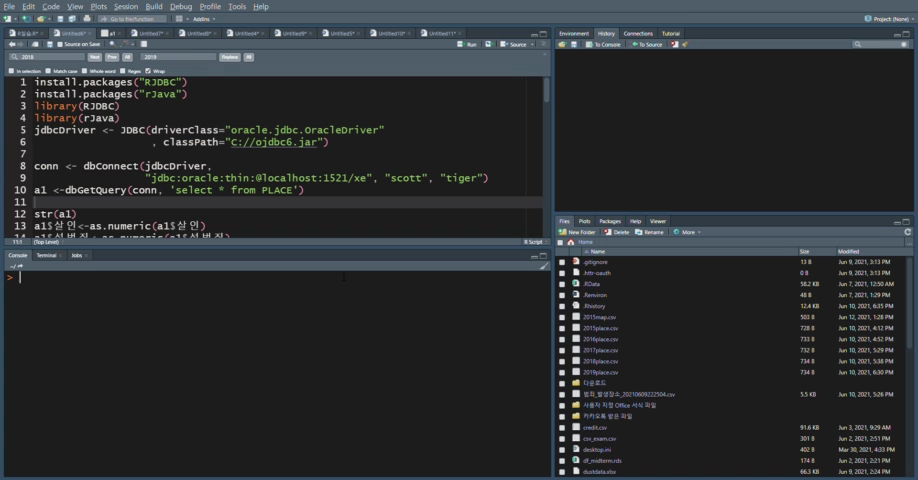 File Edit Code View Plots Session Build Debug Profile Tools Help
Go to file/function
Addins
Project: (None)
Untitled6* a1 Untitled7* Untitled8* Untitled4* Untitled9* Untitled5* Untitled10* Untitled11*
Source on Save
Run Source
2018 Next Prev All 2019 Replace All
In selection Match case Whole word Regex Wrap
1 install.packages("RJDBC")
2 install.packages("rJava")
3 library(RJDBC)
4 library(rJava)
5 jdbcDriver <- JDBC(driverClass="oracle.jdbc.OracleDriver"
6 , classPath="C://ojdbc6.jar")
7
8 conn <- dbConnect(jdbcDriver,
9 "jdbc:oracle:thin:@localhost:1521/xe", "scott", "tiger")
10 a1 <-dbGetQuery(conn, 'select * from PLACE')
11
12 str(a1)
13 a1$살인<-as.numeric(a1$살인)
11:1 (Top Level) R Script
Console Terminal Jobs
~/
>
Environment History Connections Tutorial
To Console To Source
Files Plots Packages Help Viewer
New Folder Delete Rename More
Home
Name Size Modified
.gitignore 13 B Jun 9, 2021, 3:13 PM
.httr-oauth 0 B Jun 9, 2021, 3:13 PM
.RData 58.2 KB Jun 7, 2021, 12:50 AM
.Renviron 48 B Jun 7, 2021, 1:29 PM
.Rhistory 12.4 KB Jun 10, 2021, 6:35 PM
2015map.csv 503 B Jun 12, 2021, 1:28 PM
2015place.csv 728 B Jun 10, 2021, 4:12 PM
2016place.csv 733 B Jun 10, 2021, 4:52 PM
2017place.csv 732 B Jun 10, 2021, 5:29 PM
2018place.csv 734 B Jun 10, 2021, 5:38 PM
2019place.csv 734 B Jun 10, 2021, 6:30 PM
다운로드
범죄_발생장소_20210609222504.csv 5.5 KB Jun 10, 2021, 5:26 PM
사용자 지정 Office 서식 파일
카카오톡 받은 파일
credit.csv 91.6 KB Jun 3, 2021, 9:29 AM
csv_exam.csv 301 B Jun 2, 2021, 2:51 PM
desktop.ini 402 B Mar 30, 2021, 4:33 PM
df_midterm.rds 174 B Jun 2, 2021, 2:21 PM
dustdata.xlsx 66.3 KB Jun 9, 2021, 2:24 PM